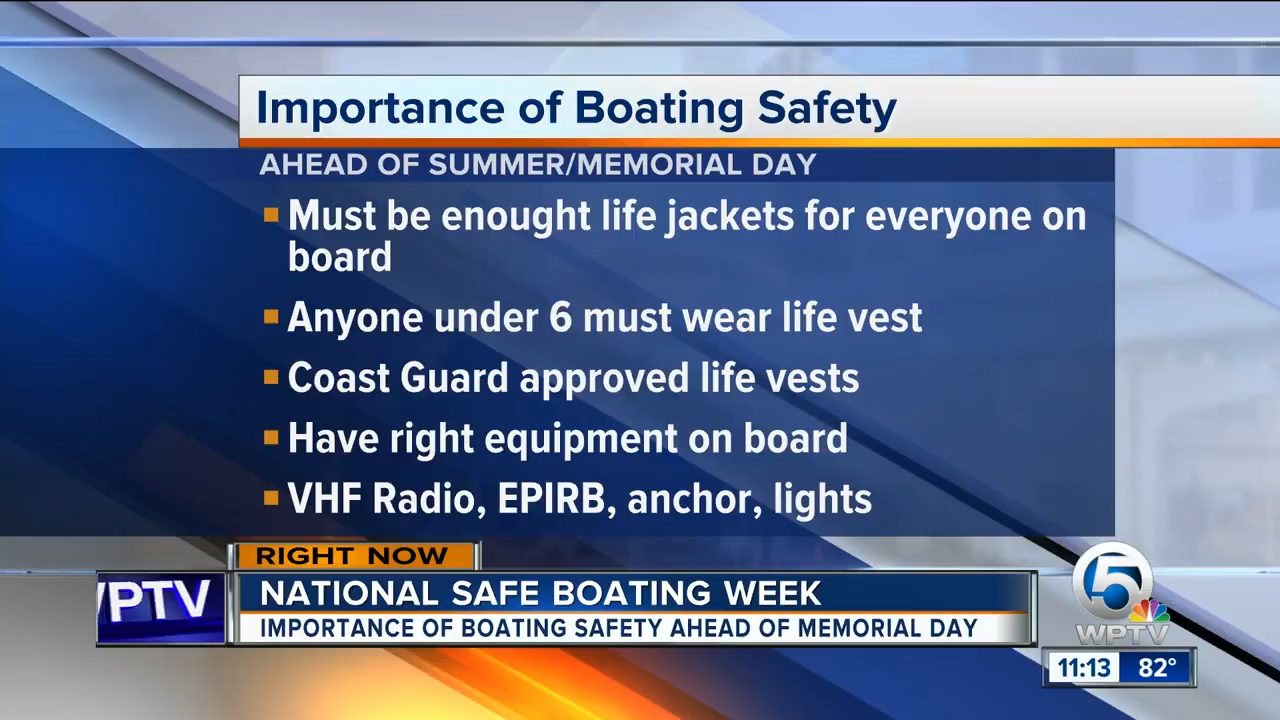 Importance of Boating Safety
AHEAD OF SUMMER/MEMORIAL DAY
Must be enought life jackets for everyone on
board
Anyone under 6 must wear life vest
Coast Guard approved life vests
Have right equipment on board
VHF Radio, EPIRB, anchor, lights
RIGHT NOW
WPTV
NATIONAL SAFE BOATING WEEK
IMPORTANCE OF BOATING SAFETY AHEAD OF MEMORIAL DAY
5
WPTV
11:13 82°